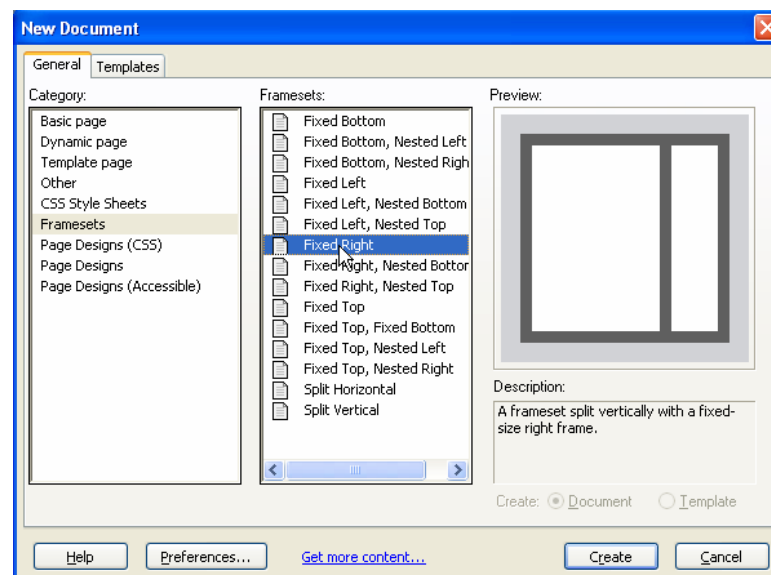 New Document
General
Templates
Category:
Basic page
Dynamic page
Template page
Other
CSS Style Sheets
Framesets
Page Designs (CSS)
Page Designs
Page Designs (Accessible)
Framesets:
Fixed Bottom
Fixed Bottom, Nested Left
Fixed Bottom, Nested Righ
Fixed Left
Fixed Left, Nested Bottom
Fixed Left, Nested Top
Fixed Right
Fixed Right, Nested Bottor
Fixed Right, Nested Top
Fixed Top
Fixed Top, Fixed Bottom
Fixed Top, Nested Left
Fixed Top, Nested Right
Split Horizontal
Split Vertical
Preview:
Description:
A frameset split vertically with a fixed-
size right frame.
Create: Document Template
Help Preferences... Get more content... Create Cancel